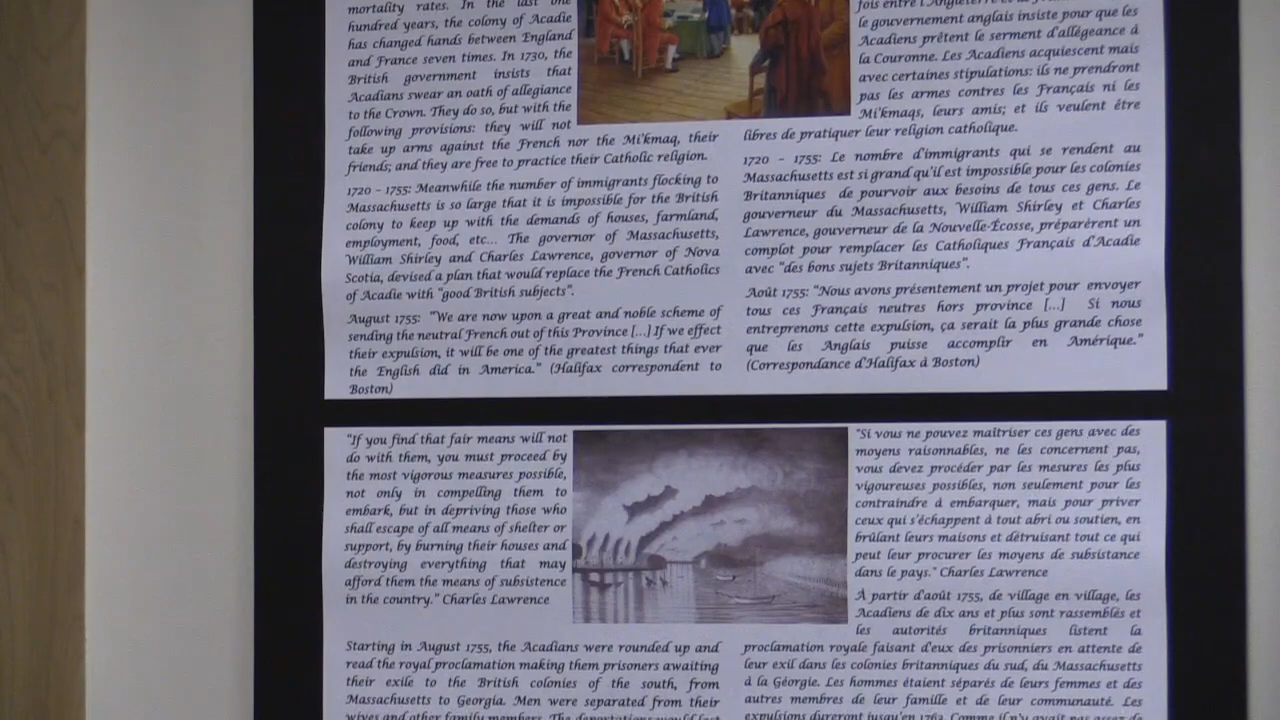 mortality rates. In the last one
hundred years, the colony of Acadie
has changed hands between England
and France seven times. In 1730, the
British government insists that
Acadians swear an oath of allegiance
to the Crown. They do so, but with the
following provisions: they will not
take up arms against the French nor the Mi'kmaq, their
friends; and they are free to practice their Catholic religion.
1720 – 1755: Meanwhile the number of immigrants flocking to
Massachusetts is so large that it is impossible for the British
colony to keep up with the demands of houses, farmland,
employment, food, etc... The governor of Massachusetts,
William Shirley and Charles Lawrence, governor of Nova
Scotia, devised a plan that would replace the French Catholics
of Acadie with "good British subjects".
August 1755: "We are now upon a great and noble scheme of
sending the neutral French out of this Province [...] If we effect
their expulsion, it will be one of the greatest things that ever
the English did in America." (Halifax correspondent to
Boston)
fois entre l'Angleterre et
le gouvernement anglais insiste pour que les
Acadiens prêtent le serment d'allégeance à
la Couronne. Les Acadiens acquiescent mais
avec certaines stipulations: ils ne prendront
pas les armes contres les Français ni les
Mi'kmaqs, leurs amis; et ils veulent être
libres de pratiquer leur religion catholique.
1720 – 1755: Le nombre d'immigrants qui se rendent au
Massachusetts est si grand qu'il est impossible pour les colonies
Britanniques de pourvoir aux besoins de tous ces gens. Le
gouverneur du Massachusetts, William Shirley et Charles
Lawrence, gouverneur de la Nouvelle-Écosse, préparèrent un
complot pour remplacer les Catholiques Français d'Acadie
avec "des bons sujets Britanniques".
Août 1755: "Nous avons présentement un projet pour envoyer
tous ces Français neutres hors province [...] Si nous
entreprenons cette expulsion, ça serait la plus grande chose
que les Anglais puisse accomplir en Amérique."
(Correspondance d'Halifax à Boston)
"If you find that fair means will not
do with them, you must proceed by
the most vigorous measures possible,
not only in compelling them to
embark, but in depriving those who
shall escape of all means of shelter or
support, by burning their houses and
destroying everything that may
afford them the means of subsistence
in the country." Charles Lawrence
Starting in August 1755, the Acadians were rounded up and
read the royal proclamation making them prisoners awaiting
their exile to the British colonies of the south, from
Massachusetts to Georgia. Men were separated from their
wives and other family members. The deportations would last
"Si vous ne pouvez maîtriser ces gens avec des
moyens raisonnables, ne les concernent pas,
vous devez procéder par les mesures les plus
vigoureuses possibles, non seulement pour les
contraindre à embarquer, mais pour priver
ceux qui s'échappent à tout abri ou soutien, en
brûlant leurs maisons et détruisant tout ce qui
peut leur procurer les moyens de subsistance
dans le pays." Charles Lawrence
À partir d'août 1755, de village en village, les
Acadiens de dix ans et plus sont rassemblés et
les autorités britanniques listent la
proclamation royale faisant d'eux des prisonniers en attente de
leur exil dans les colonies britanniques du sud, du Massachusetts
à la Géorgie. Les hommes étaient séparés de leurs femmes et des
autres membres de leur famille et de leur communauté. Les
expulsions dureront jusqu'en 1763. Comme il n'y avait pas assez de